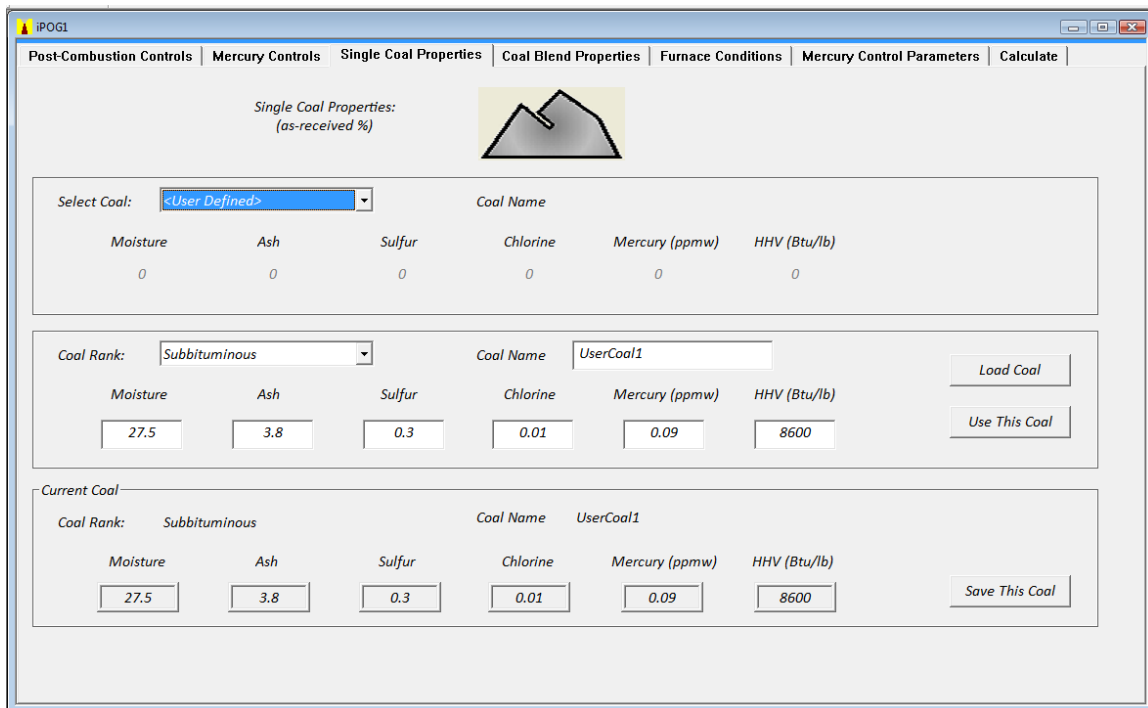 iPOG1
Post-Combustion Controls Mercury Controls Single Coal Properties Coal Blend Properties Furnace Conditions Mercury Control Parameters Calculate
Single Coal Properties:
(as-received %)
Select Coal: <User Defined> Coal Name
Moisture Ash Sulfur Chlorine Mercury (ppmw) HHV (Btu/lb)
0 0 0 0 0 0
Coal Rank: Subbituminous Coal Name UserCoal1
Load Coal
Moisture Ash Sulfur Chlorine Mercury (ppmw) HHV (Btu/lb)
27.5 3.8 0.3 0.01 0.09 8600
Use This Coal
Current Coal
Coal Rank: Subbituminous Coal Name UserCoal1
Moisture Ash Sulfur Chlorine Mercury (ppmw) HHV (Btu/lb)
27.5 3.8 0.3 0.01 0.09 8600
Save This Coal